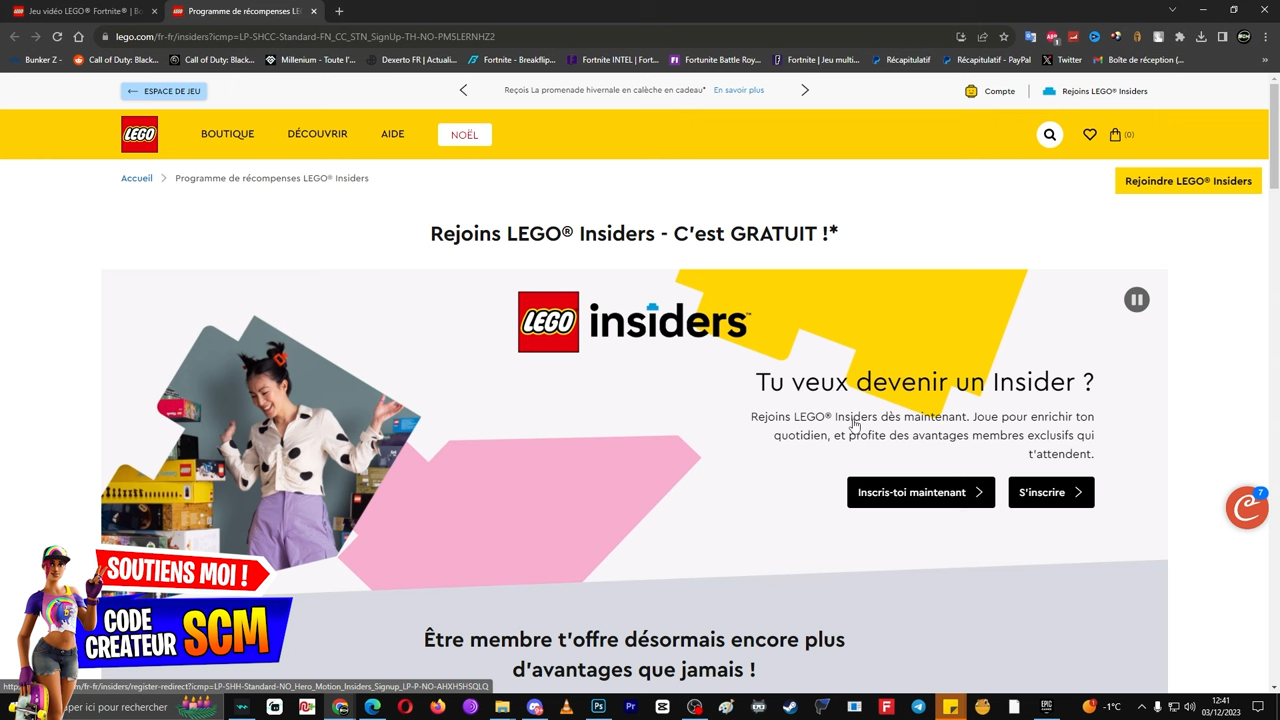 Jeu vidéo LEGO® Fortnite® | Bo
Programme de récompenses LEG
lego.com/fr-fr/insiders?icmp=LP-SHCC-Standard-FN_CC_STN_SignUp-TH-NO-PM5LERNHZ2
Bunker Z -
Call of Duty: Black...
Call of Duty: Black...
Millenium - Toute l'...
Dexerto FR | Actuali...
Fortnite - Breakflip...
Fortnite INTEL | Fort...
Fortunite Battle Roy...
Fortnite | Jeu multi...
Récapitulatif
Récapitulatif - PayPal
Twitter
Boîte de réception (...
»
ESPACE DE JEU
Reçois La promenade hivernale en calèche en cadeau* En savoir plus
Compte
Rejoins LEGO® Insiders
LEGO
BOUTIQUE
DÉCOUVRIR
AIDE
NOËL
(0)
Accueil
Programme de récompenses LEGO® Insiders
Rejoindre LEGO® Insiders
Rejoins LEGO® Insiders - C'est GRATUIT !*
LEGO insiders™
Tu veux devenir un Insider ?
Rejoins LEGO® Insiders dès maintenant. Joue pour enrichir ton
quotidien, et profite des avantages membres exclusifs qui
t'attendent.
Inscris-toi maintenant
S'inscrire
7
SOUTIENS MOI !
CODE
CRÉATEUR
SCM
Être membre t'offre désormais encore plus
d'avantages que jamais !
/fr-fr/insiders/register-redirect?icmp=LP-SHH-Standard-NO_Hero_Motion_Insiders_Signup_LP-P-NO-AHXH5HSQLQ
per ici pour rechercher
-1°C
12:41
03/12/2023